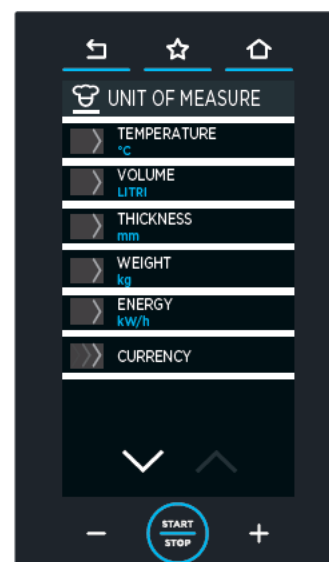 UNIT OF MEASURE
TEMPERATURE
°C
VOLUME
LITRI
THICKNESS
mm
WEIGHT
kg
ENERGY
kW/h
CURRENCY
START
STOP